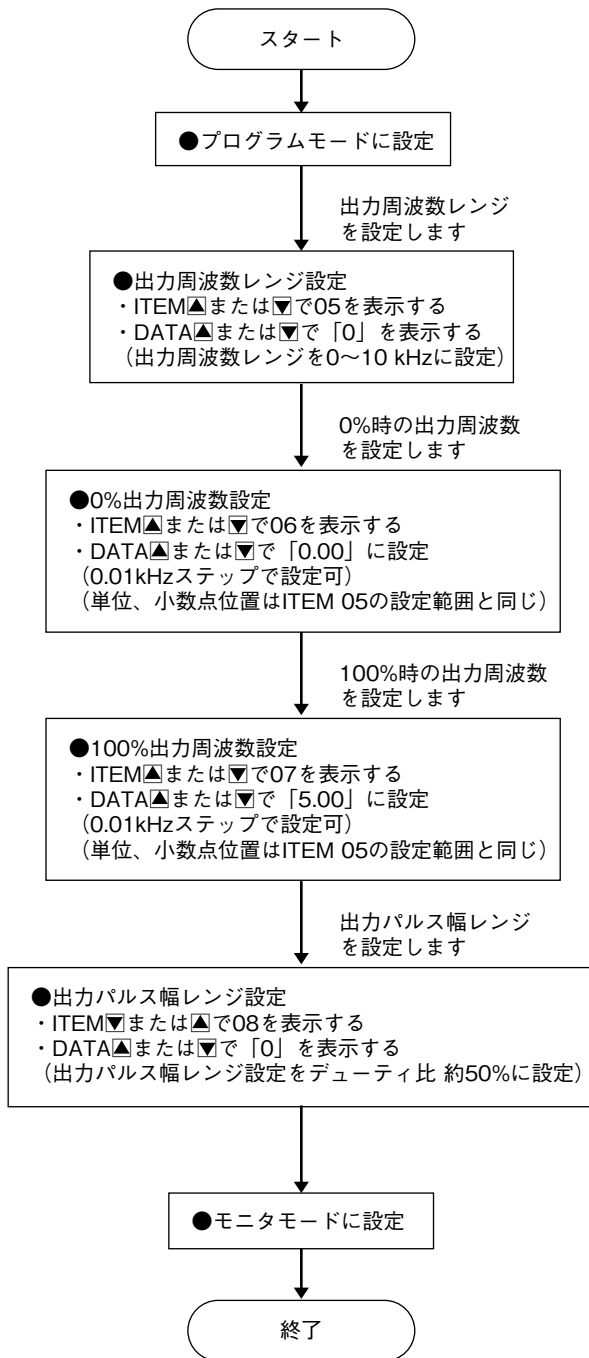 スタート
●プログラムモードに設定
出力周波数レンジ
を設定します
●出力周波数レンジ設定
・ITEM▲または▼で05を表示する
・DATA▲または▼で「0」を表示する
（出力周波数レンジを0～10 kHzに設定）
0%時の出力周波数
を設定します
●0%出力周波数設定
・ITEM▲または▼で06を表示する
・DATA▲または▼で「0.00」に設定
（0.01kHzステップで設定可）
（単位、小数点位置はITEM 05の設定範囲と同じ）
100%時の出力周波数
を設定します
●100%出力周波数設定
・ITEM▲または▼で07を表示する
・DATA▲または▼で「5.00」に設定
（0.01kHzステップで設定可）
（単位、小数点位置はITEM 05の設定範囲と同じ）
出力パルス幅レンジ
を設定します
●出力パルス幅レンジ設定
・ITEM▼または▲で08を表示する
・DATA▲または▼で「0」を表示する
（出力パルス幅レンジ設定をデューティ比 約50%に設定）
●モニタモードに設定
終了